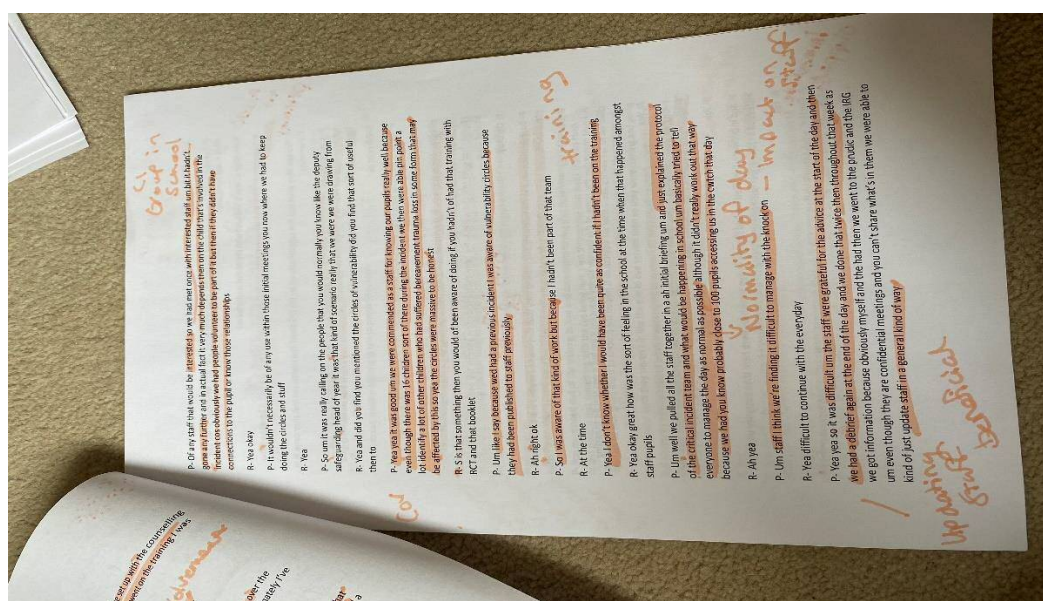 CI
Group in
School
P- Of any staff that would be interested so we had met once with interested staff um but it hadn't...
gone any further and in actual fact it very much depends then on the child that's involved in the
incident con obviously we had people volunteer to be part of it but then if they didn't have
connections to the pupil or know those relationships
R- Yea okay
P- It wouldn't necessarily be of any use within those initial meetings you now where we had to keep
doing the circles and stuff
R- Yea
P- So um it was really calling on the people that you would normally you know like the deputy
safeguarding head of year it was that kind of scenario really that we were we were drawing from
R- Yea and did you find you mentioned the circles of vulnerability did you find that sort of useful
then to
P- Yea yea it was good um we were commended as a staff for knowing our pupils really well because
even though there was 16 children sort of there during the incident we then were able pin point a
lot identify a lot of other children who had suffered bereavement trauma loss in some form that may
be affected by this so yea the circles were massive to be honest
R- S is that something then you would of been aware of doing if you hadn't of had that training with
RCT and that booklet
P- Um like I say because wed had a previous incident I was aware of vulnerability circles because
they had been published to staff previously
R- Ah right ok
P- So I was aware of that kind of work but because I hadn't been part of that team
training
R- At the time
P- Yea I don't know whether I would have been quite as confident if I hadn't been on the training
R- Yea okay great how was the sort of feeling in the school at the time when that happened amongst
staff pupils
P- Um well we pulled all the staff together in a ah initial briefing um and just explained the protocol
of the critical incident team and what would be happening in school um basically tried to tell
everyone to manage the day as normal as possible although it didn't really work out that way
because we had you know probably close to 100 pupils accessing us in the cwtch that day
Normality of day
R- Ah yea
P- Um staff I think we're finding it difficult to manage with the knock on
– impact on
staff
R- Yea difficult to continue with the everyday
P- Yea yea so it was difficult um the staff were grateful for the advice at the start of the day and then
we had a debrief again at the end of the day and we done that twice then throughout that week as
we got information because obviously myself and the had then we went to the prudic and the IRG
um even though they are confidential meetings and you can't share what's in them we were able to
kind of just update staff in a general kind of way
Updating
staff
beneficial
set up with the counselling
went on the training I was
over the